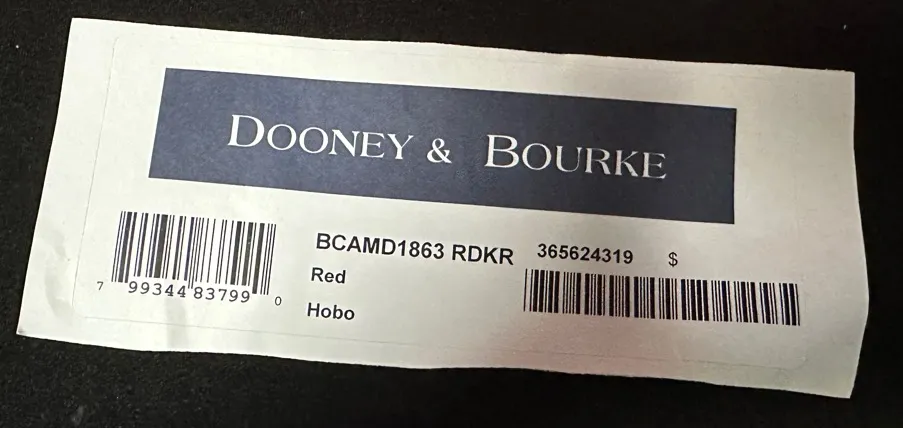 DOONEY & BOURKE
BCAMD1863 RDKR
Red
Hobo
365624319 $
7 99344 83799 0